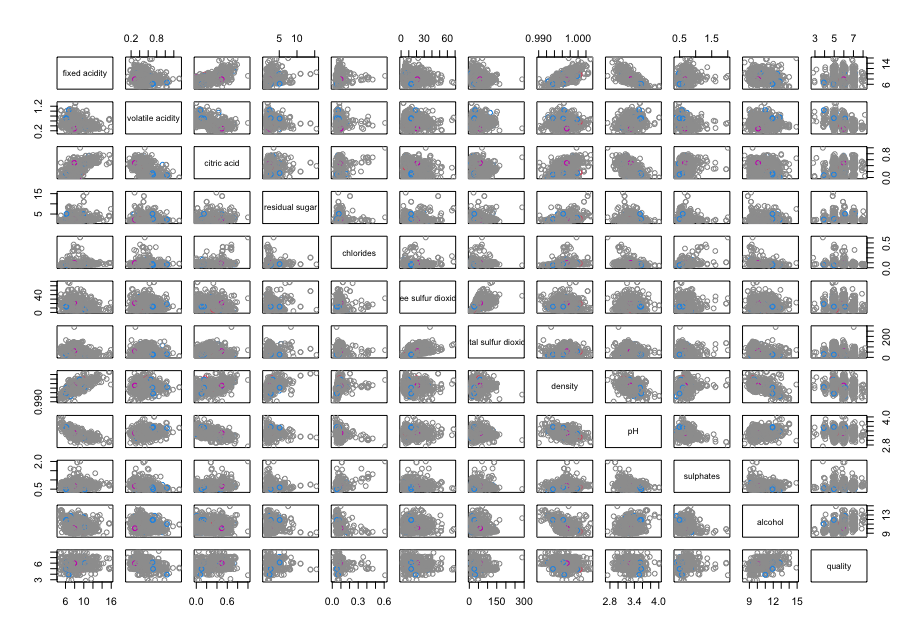 0.2 0.8
5 10
0 30 60
0.990 1.000
0.5 1.5
3 5 7
fixed acidity
6 14
0.2 1.2
volatile acidity
citric acid
0.0 0.8
5 15
residual sugar
chlorides
0.0 0.5
0 40
ee sulfur dioxid
tal sulfur dioxid
0 200
0.990
density
pH
2.8 4.0
0.5 2.0
sulphates
alcohol
9 13
3 6
quality
6 10 16
0.0 0.6
0.0 0.3 0.6
0 150 300
2.8 3.4 4.0
9 12 15